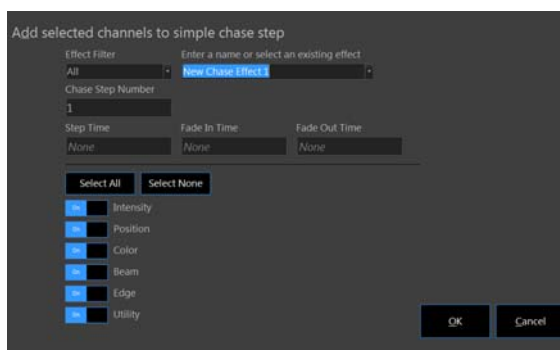 Add selected channels to simple chase step
Effect Filter Enter a name or select an existing effect
All New Chase Effect 1
Chase Step Number
1
Step Time Fade In Time Fade Out Time
None None None
Select All Select None
On Intensity
On Position
On Color
On Beam
On Edge
On Utility
OK Cancel